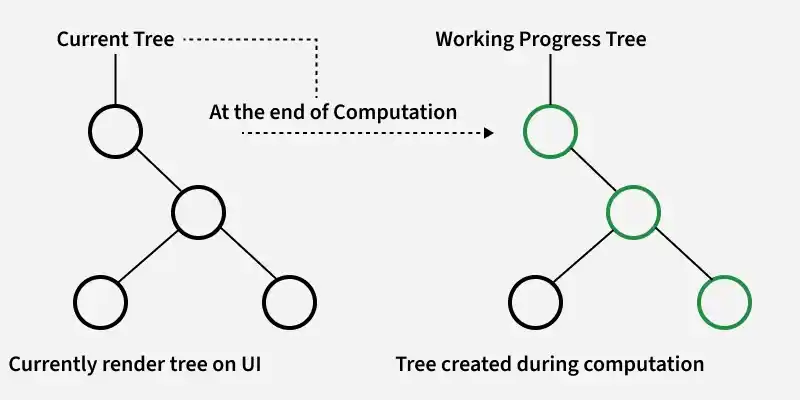 Current Tree
Working Progress Tree
At the end of Computation
Currently render tree on UI
Tree created during computation